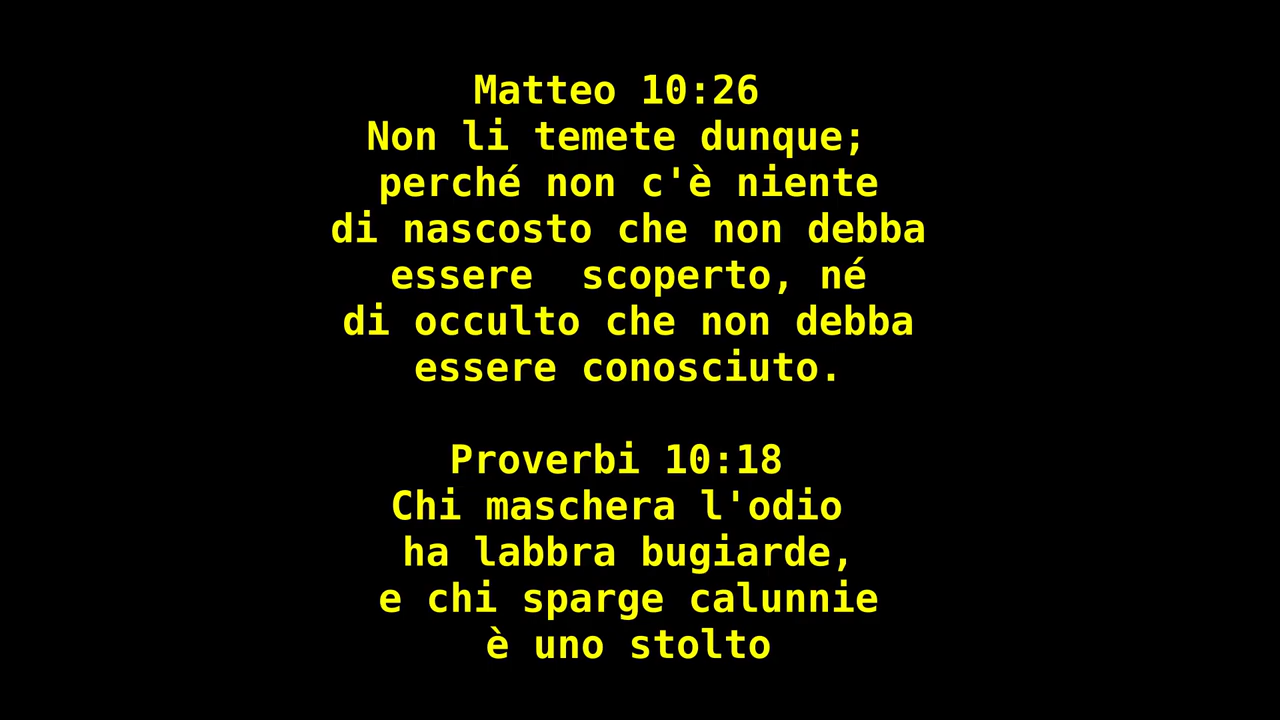 Matteo 10:26
Non li temete dunque;
perché non c'è niente
di nascosto che non debba
essere  scoperto, né
di occulto che non debba
essere conosciuto.
Proverbi 10:18
Chi maschera l'odio
ha labbra bugiarde,
e chi sparge calunnie
è uno stolto